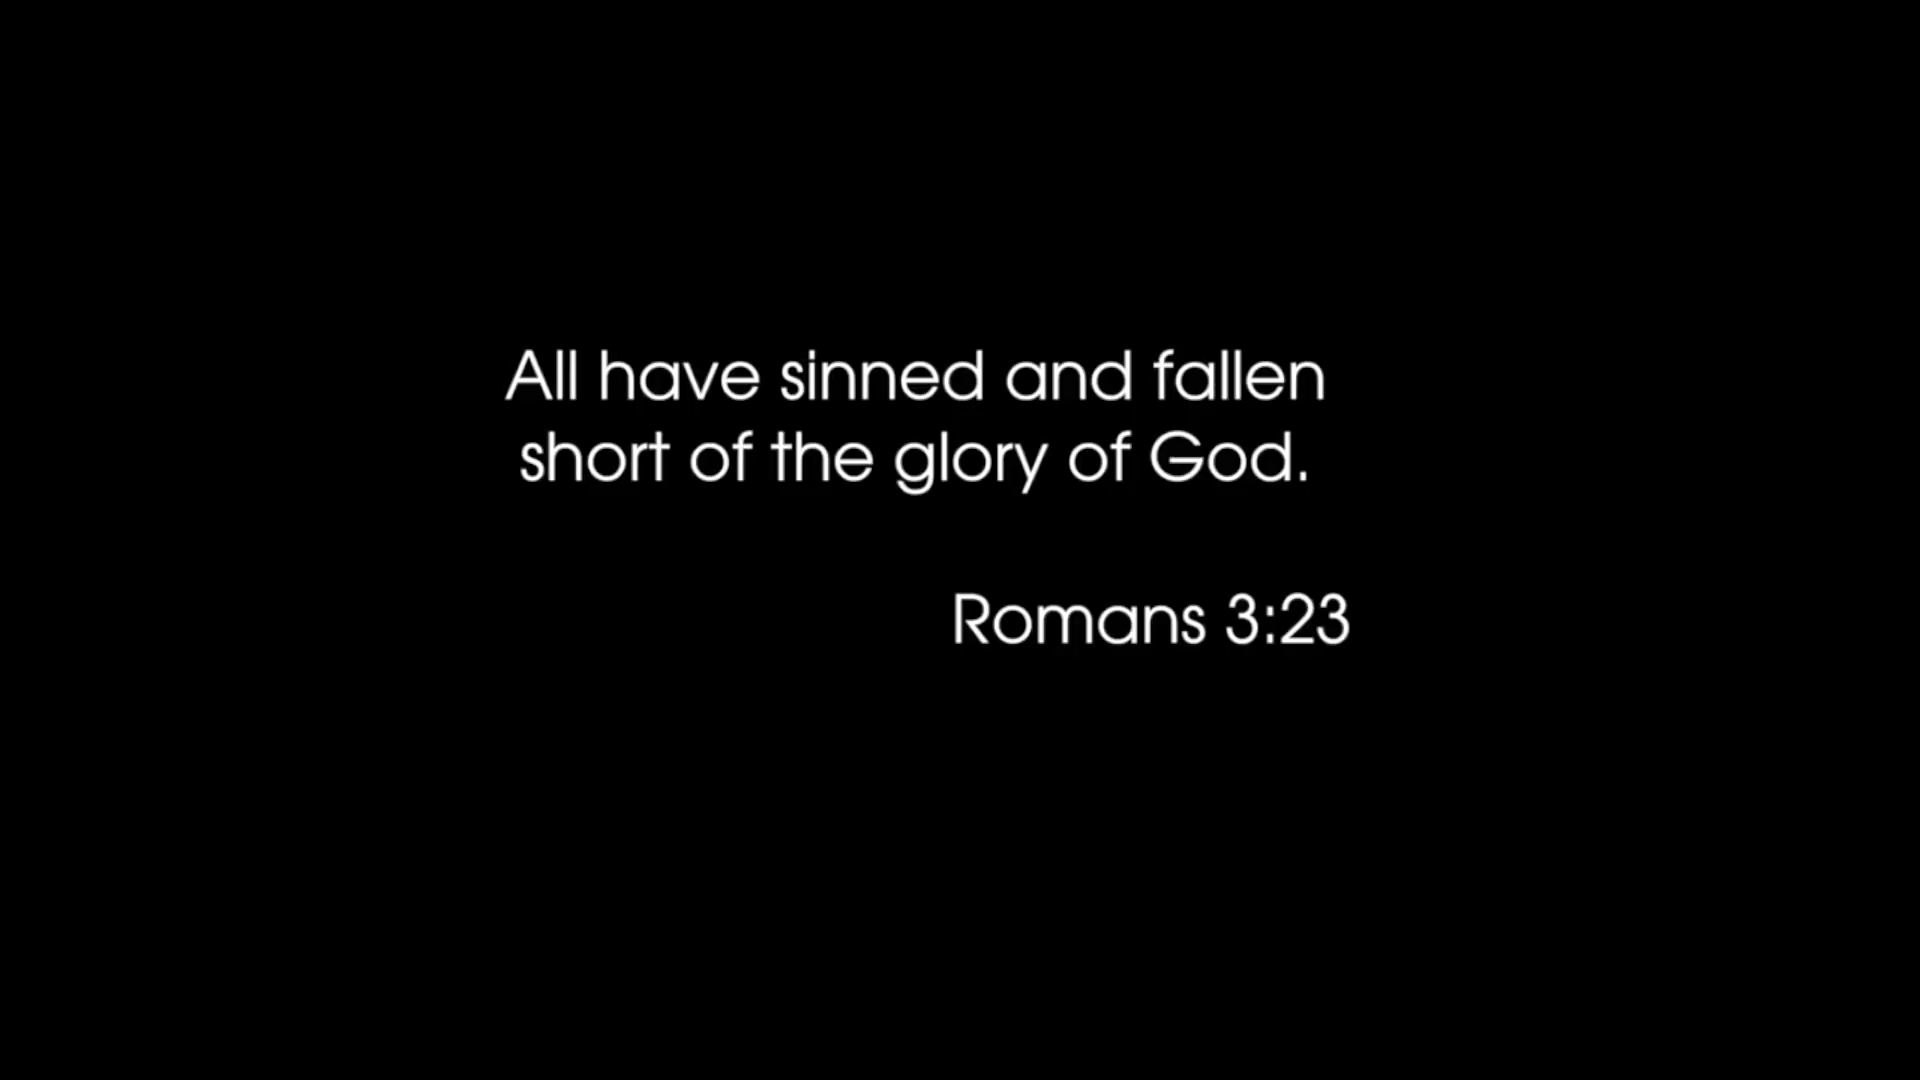 All have sinned and fallen
short of the glory of God.
Romans 3:23